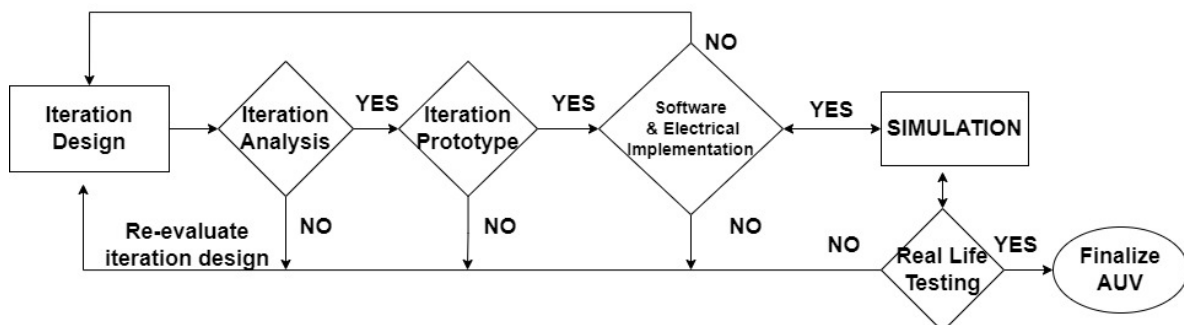 NO
Iteration
Design
Iteration
Analysis
YES
Iteration
Prototype
YES
Software
& Electrical
Implementation
YES
SIMULATION
NO
NO
NO
Re-evaluate
iteration design
NO
Real Life
Testing
YES
Finalize
AUV